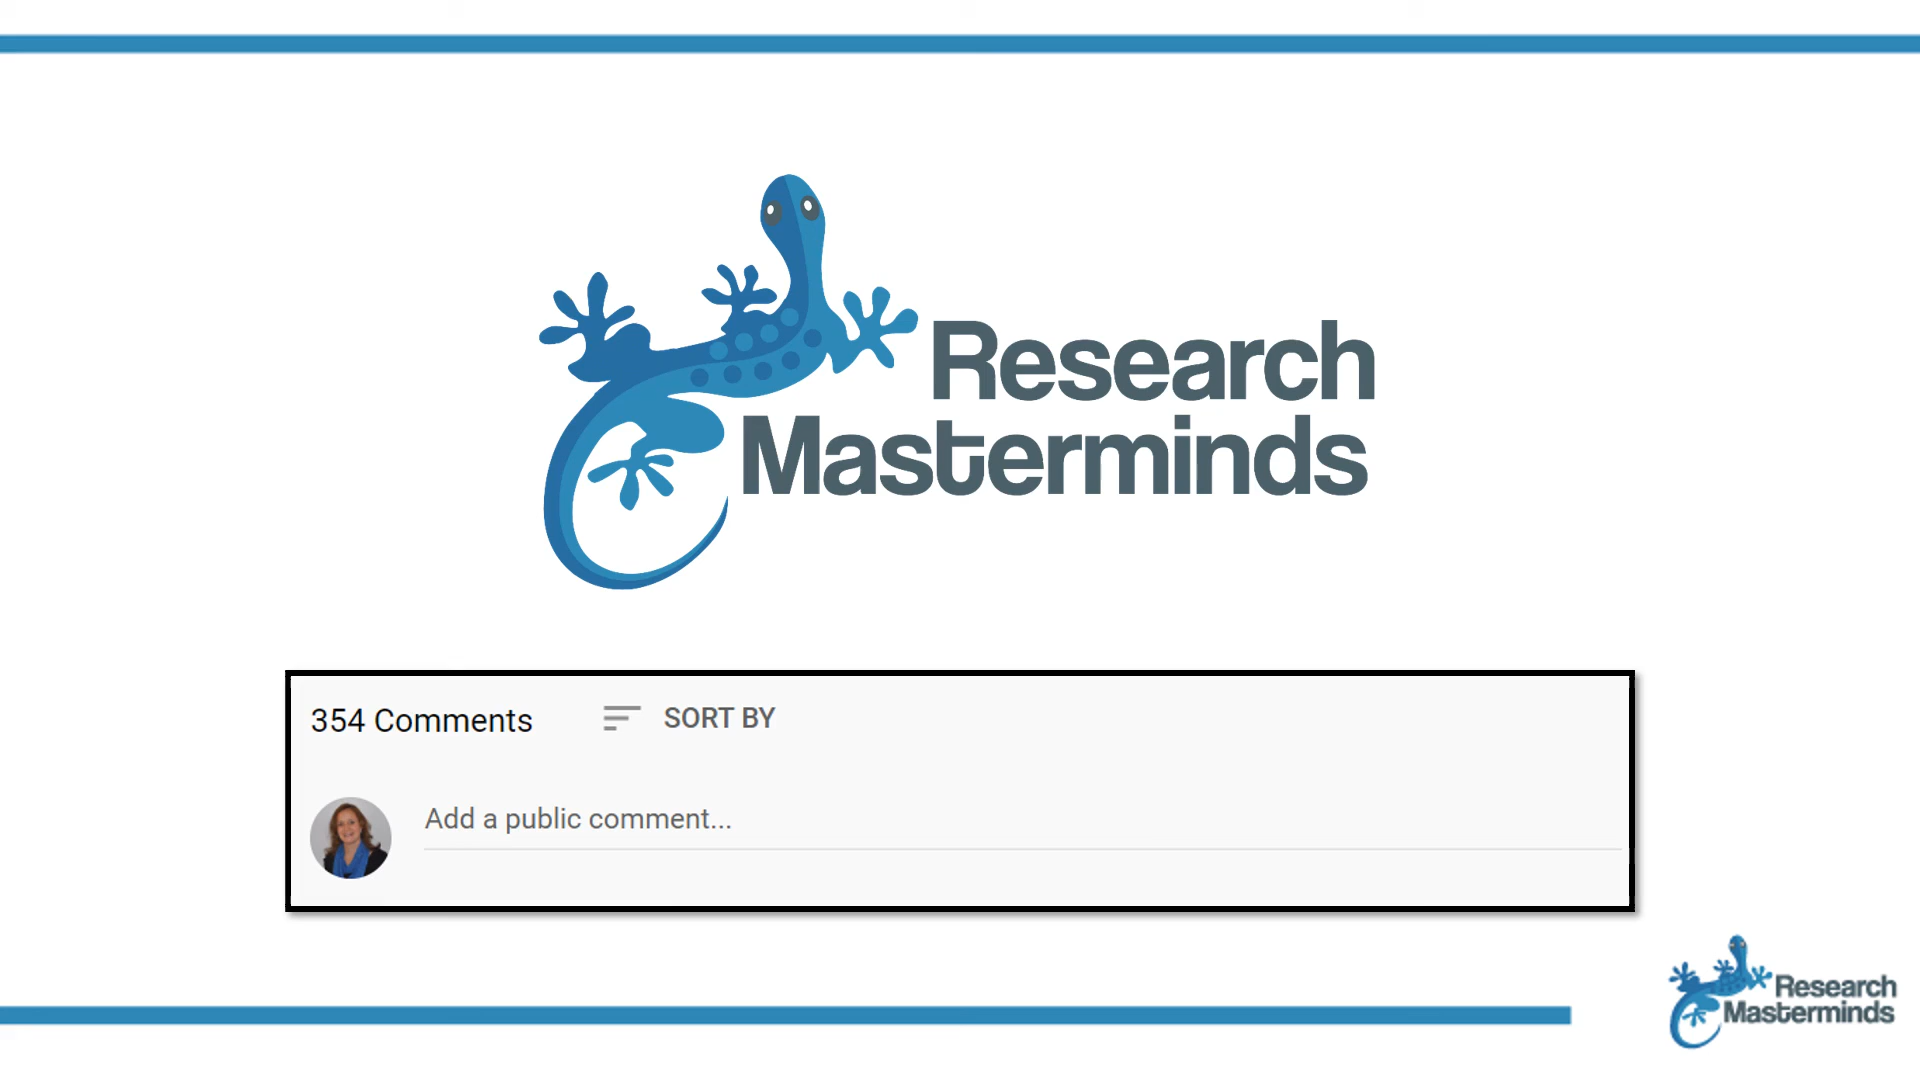 Research
Masterminds
354 Comments SORT BY
Add a public comment...
Research
Masterminds